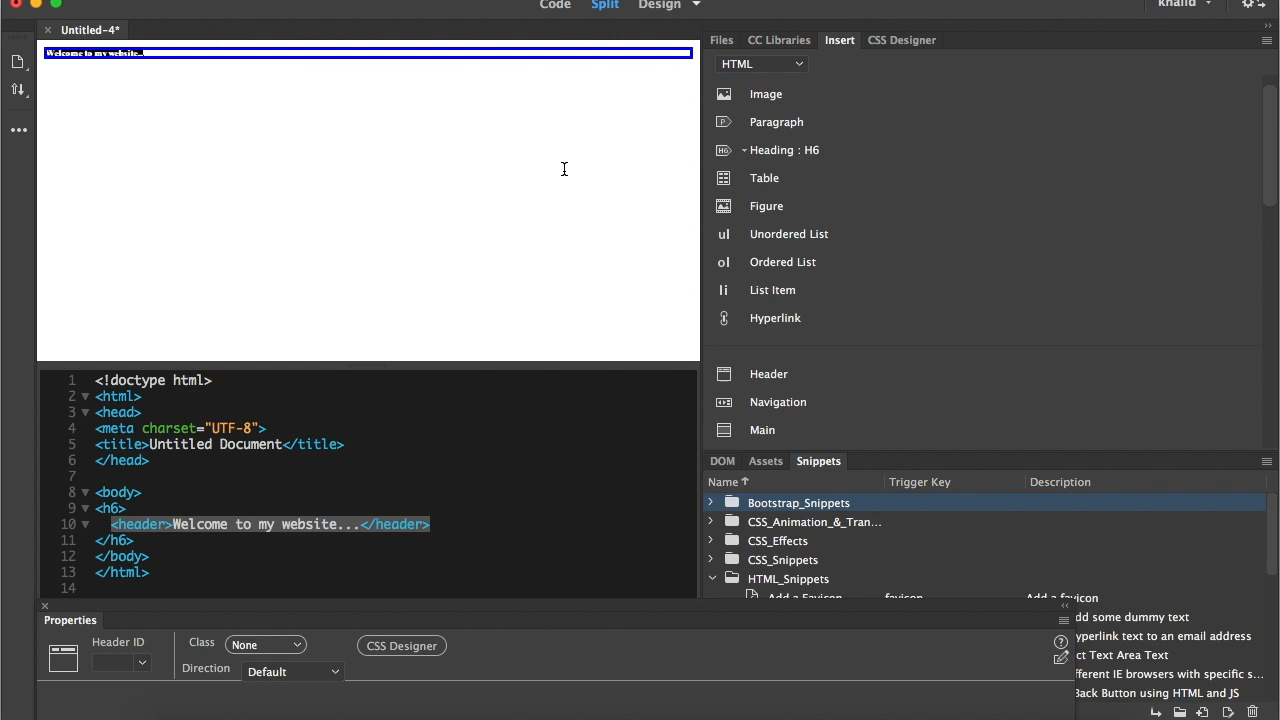 Code Split Design Khalid
Untitled-4*
Files CC Libraries Insert CSS Designer
Welcome to my website...
HTML
Image
Paragraph
H6 Heading : H6
Table
Figure
ul Unordered List
ol Ordered List
li List Item
Hyperlink
Header
Navigation
Main
1 <!doctype html>
2 <html>
3 <head>
4 <meta charset="UTF-8">
5 <title>Untitled Document</title>
6 </head>
7
8 <body>
9 <h6>
10 <header>Welcome to my website...</header>
11 </h6>
12 </body>
13 </html>
14
DOM Assets Snippets
Name Trigger Key Description
Bootstrap_Snippets
CSS_Animation_&_Tran...
CSS_Effects
CSS_Snippets
HTML_Snippets
Add a Favicon favicon Add a favicon
dd some dummy text
yperlink text to an email address
ct Text Area Text
fferent IE browsers with specific s...
Back Button using HTML and JS
Properties
Header ID Class None CSS Designer
Direction Default